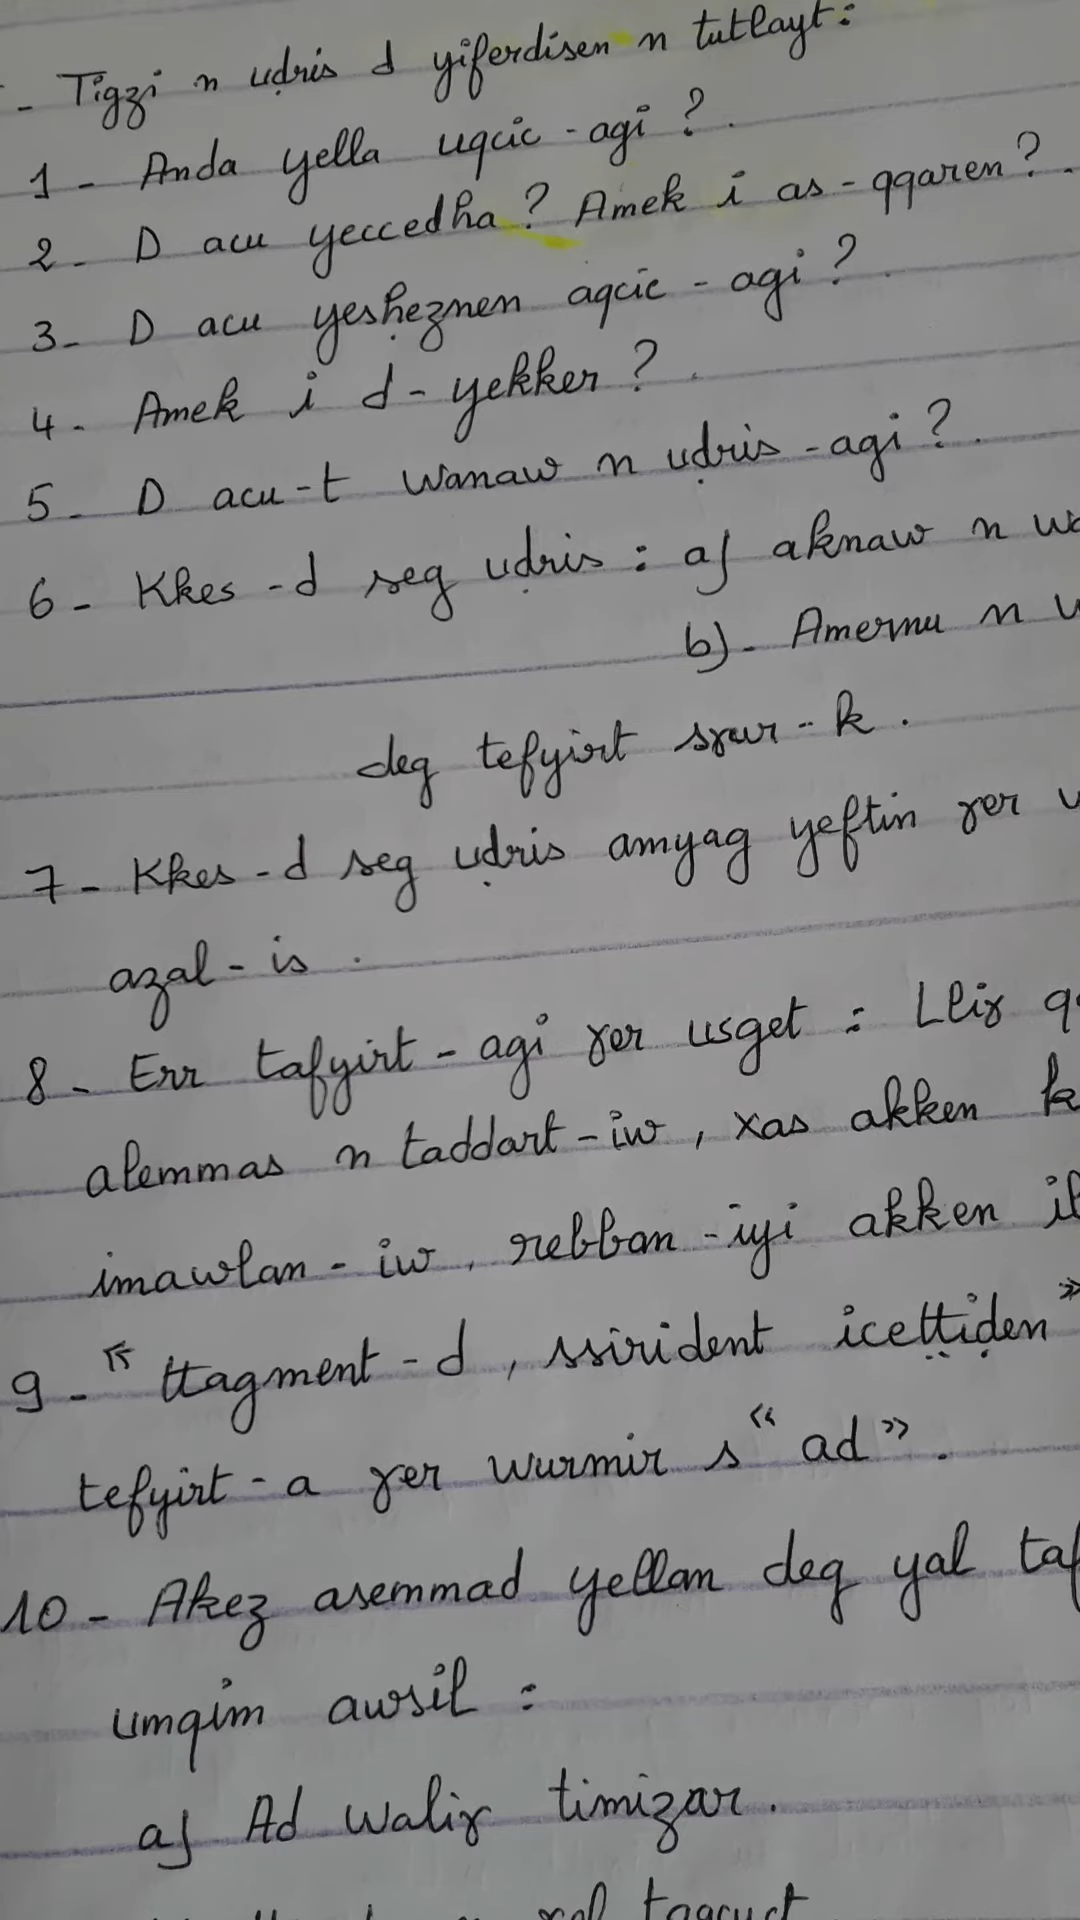 - Tigzi n uḍris d yiferdisen n tutlayt :
1 - Anda yella uqcic - agi ?.
2 - D acu yeccedha ? Amek i as - qqaren ?.
3 - D acu yesḥeznen aqcic - agi ?.
4 - Amek i d - yekker ?.
5 - D acu - t wanaw n uḍris - agi ?.
6 - Kkes - d seg uḍris : a) aknaw n
b) - Amernu n
deg tefyirt sɣur - k .
7 - Kkes - d seg uḍris amyag yeftin ɣer
azal - is .
8 - Err tafyirt - agi ɣer usget : Lliɣ
alemmas n taddart - iw , xas akken
imawlan - iw , rebban - iyi akken
9 - « ttagment - d , ssirident iceṭṭiḍen »
tefyirt - a ɣer wurmir s « ad » .
10 - Akez asemmad yellan deg yal
umqim awsil :
a) Ad waliɣ timizar .